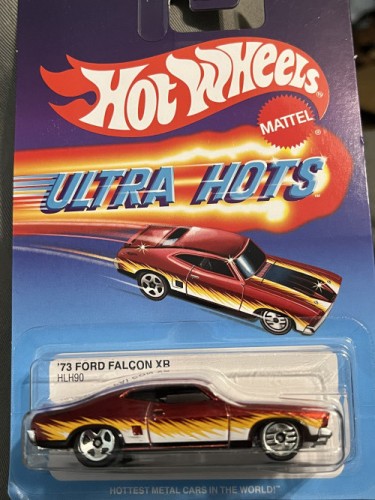 Hot Wheels
MATTEL
ULTRA HOTS
'73 FORD FALCON XB
HLH90
HOTTEST METAL CARS IN THE WORLD!